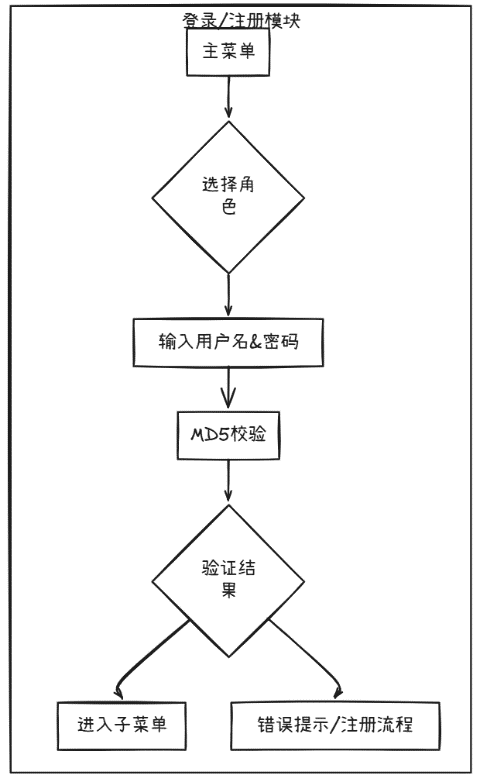 登录/注册模块
主菜单
选择角
色
输入用户名&密码
MD5校验
验证结
果
进入子菜单
错误提示/注册流程